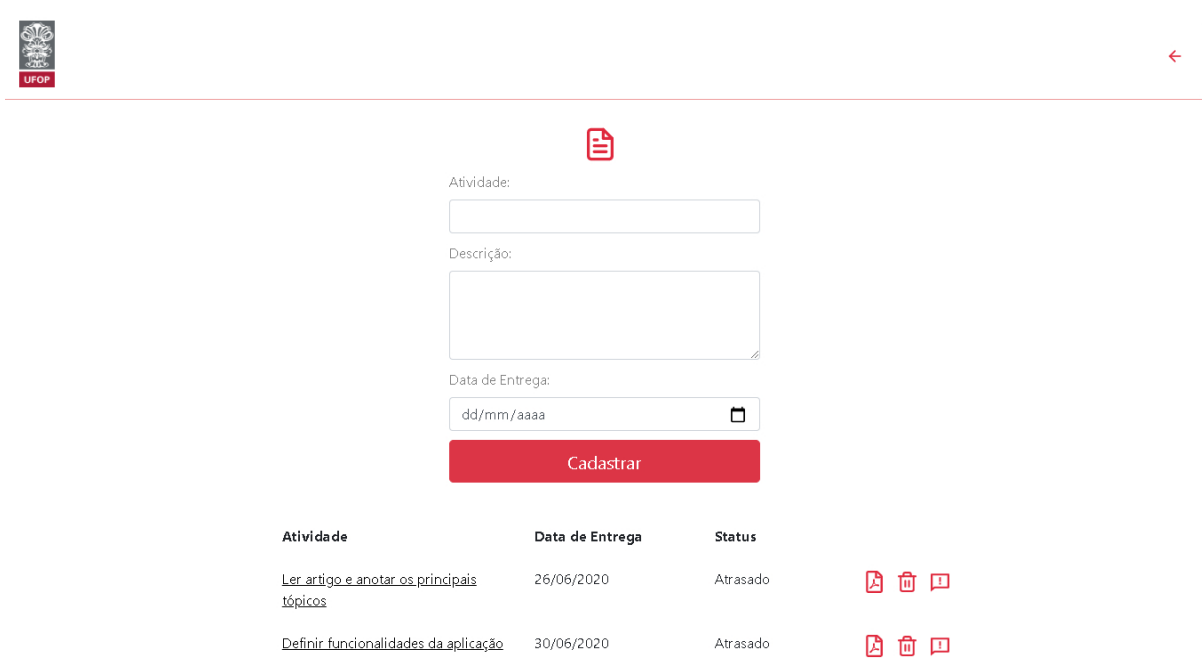 UFOP
Atividade:
Descrição:
Data de Entrega:
dd/mm/aaaa
Cadastrar
Atividade Data de Entrega Status
Ler artigo e anotar os principais 26/06/2020 Atrasado
tópicos
Definir funcionalidades da aplicação 30/06/2020 Atrasado